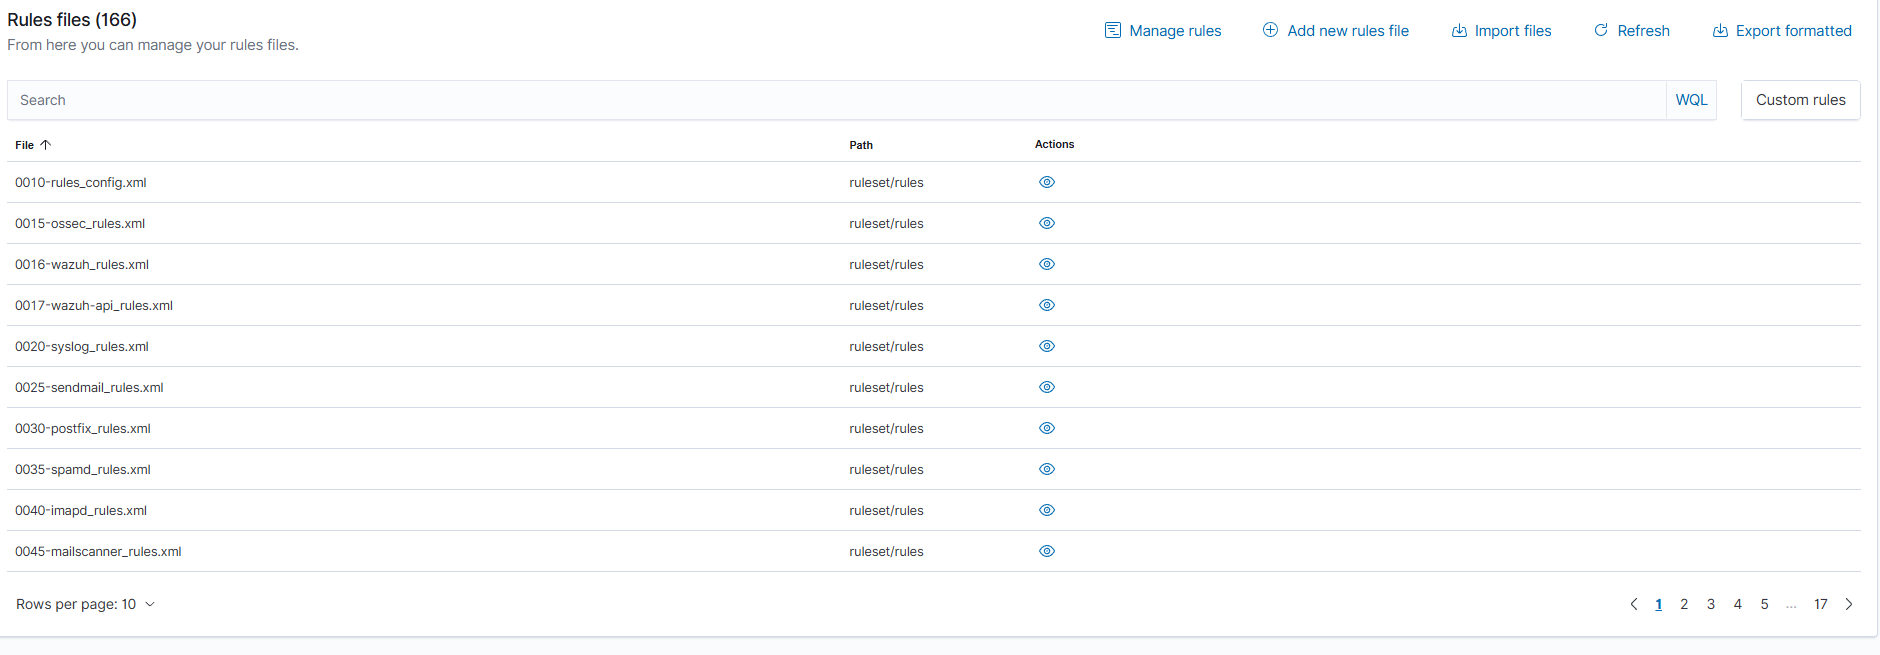 Rules files (166)
From here you can manage your rules files.
Manage rules Add new rules file Import files Refresh Export formatted
Search WQL Custom rules
File Path Actions
0010-rules_config.xml ruleset/rules
0015-ossec_rules.xml ruleset/rules
0016-wazuh_rules.xml ruleset/rules
0017-wazuh-api_rules.xml ruleset/rules
0020-syslog_rules.xml ruleset/rules
0025-sendmail_rules.xml ruleset/rules
0030-postfix_rules.xml ruleset/rules
0035-spamd_rules.xml ruleset/rules
0040-imapd_rules.xml ruleset/rules
0045-mailscanner_rules.xml ruleset/rules
Rows per page: 10 1 2 3 4 5 ... 17